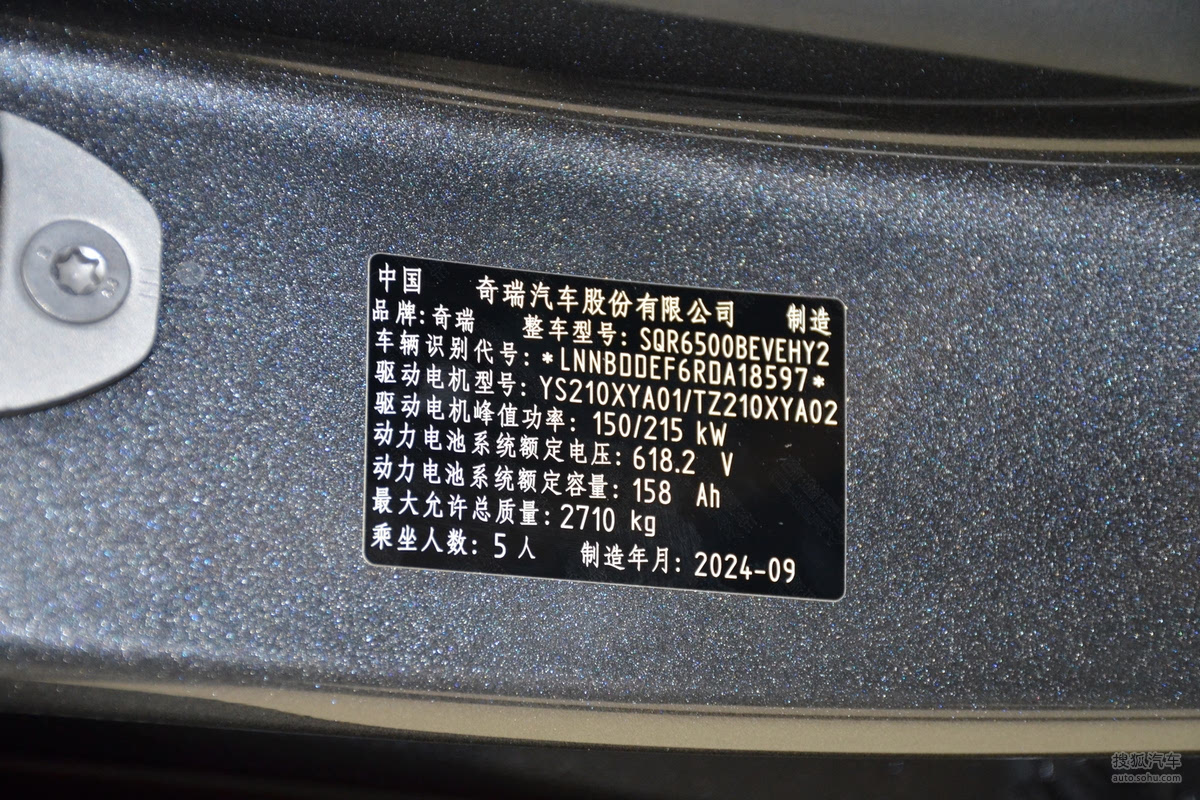 中国 奇瑞汽车股份有限公司 制造
品牌:奇瑞 整车型号:SQR6500BEVEHY2
车辆识别代号:*LNNBDDEF6RDA18597*
驱动电机型号:YS210XYA01/TZ210XYA02
驱动电机峰值功率:150/215 kW
动力电池系统额定电压:618.2 V
动力电池系统额定容量:158 Ah
最大允许总质量:2710 kg
乘坐人数:5人 制造年月:2024-09
搜狐汽车
auto.sohu.com